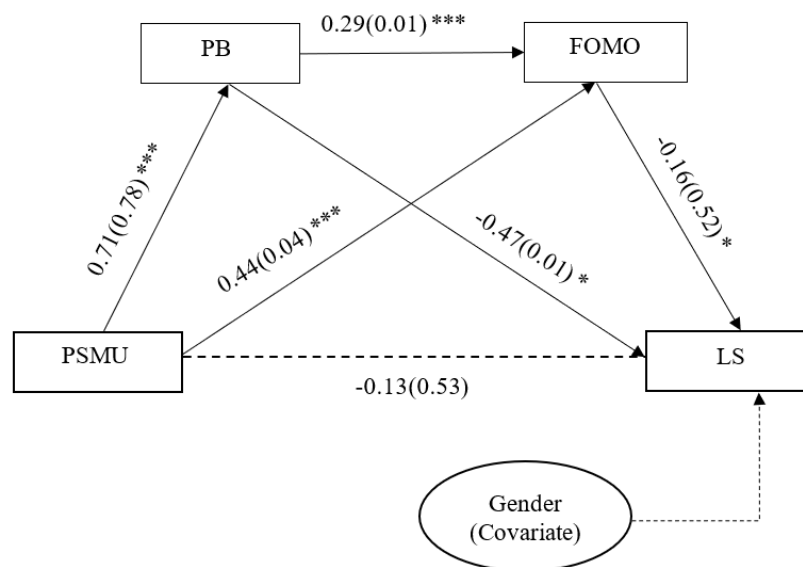 0.29(0.01) ***
PB
FOMO
0.71(0.78) ***
0.44(0.04) ***
-0.47(0.01) *
-0.16(0.52) *
PSMU
LS
-0.13(0.53)
Gender
(Covariate)